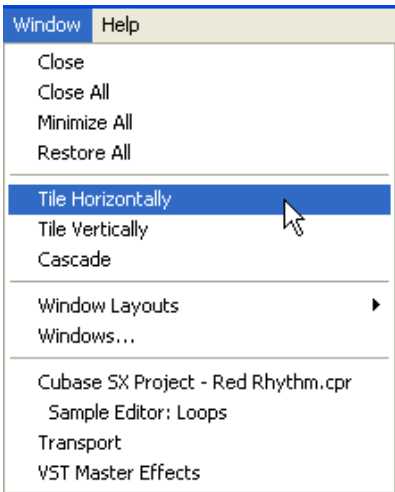 Window Help
Close
Close All
Minimize All
Restore All
Tile Horizontally
Tile Vertically
Cascade
Window Layouts
Windows...
Cubase SX Project - Red Rhythm.cpr
Sample Editor: Loops
Transport
VST Master Effects